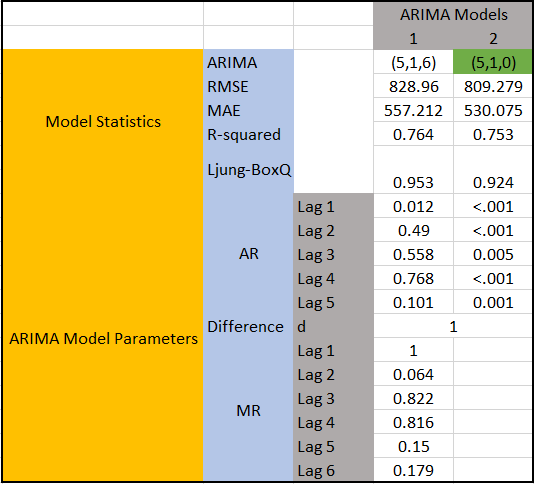 ARIMA Models
1 2
ARIMA (5,1,6) (5,1,0)
RMSE 828.96 809.279
MAE 557.212 530.075
Model Statistics
R-squared 0.764 0.753
Ljung-BoxQ 0.953 0.924
Lag 1 0.012 <.001
Lag 2 0.49 <.001
AR Lag 3 0.558 0.005
Lag 4 0.768 <.001
Lag 5 0.101 0.001
Difference d 1
ARIMA Model Parameters
Lag 1 1
Lag 2 0.064
Lag 3 0.822
MR
Lag 4 0.816
Lag 5 0.15
Lag 6 0.179